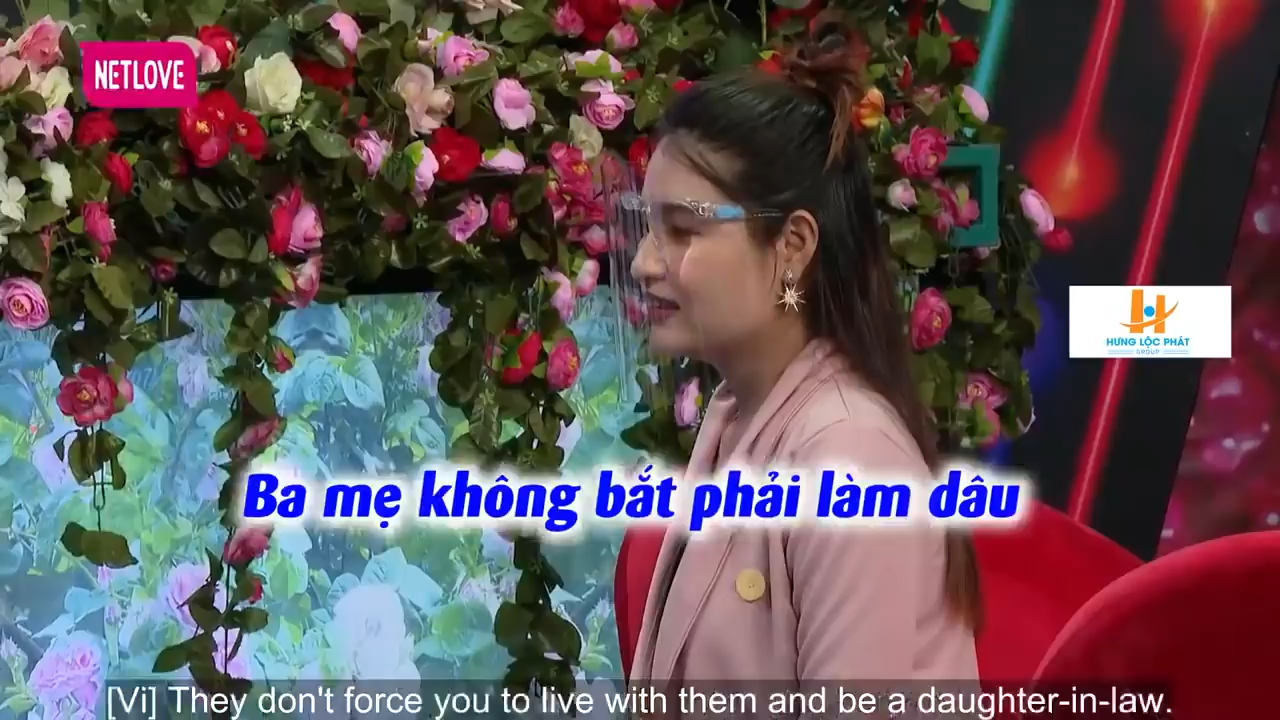 NETLOVE
HƯNG LỘC PHÁT
GROUP
Ba mẹ không bắt phải làm dâu
[Vi] They don't force you to live with them and be a daughter-in-law.